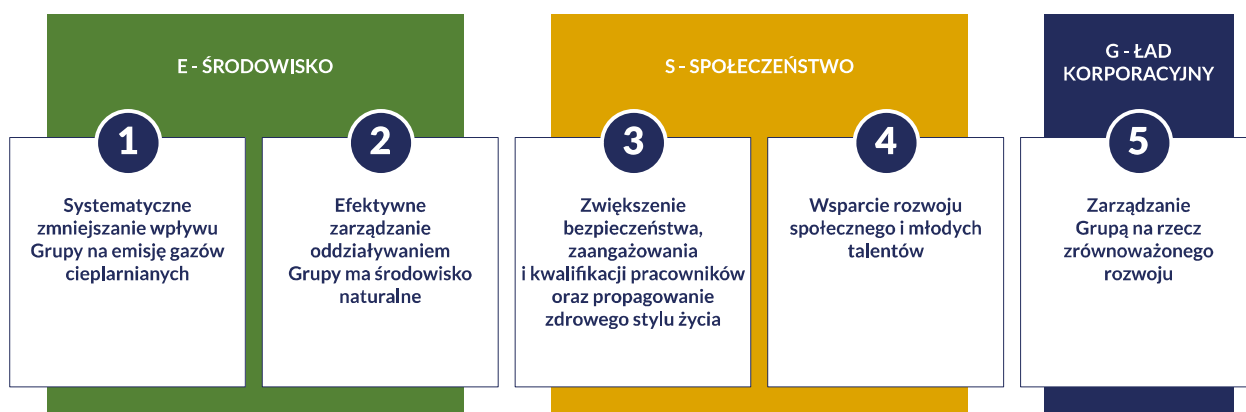 E - ŚRODOWISKO
1
Systematyczne
zmniejszanie wpływu
Grupy na emisję gazów
cieplarnianych
2
Efektywne
zarządzanie
oddziaływaniem
Grupy ma środowisko
naturalne
S - SPOŁECZEŃSTWO
3
Zwiększenie
bezpieczeństwa,
zaangażowania
i kwalifikacji pracowników
oraz propagowanie
zdrowego stylu życia
4
Wsparcie rozwoju
społecznego i młodych
talentów
G - ŁAD
KORPORACYJNY
5
Zarządzanie
Grupą na rzecz
zrównoważonego
rozwoju